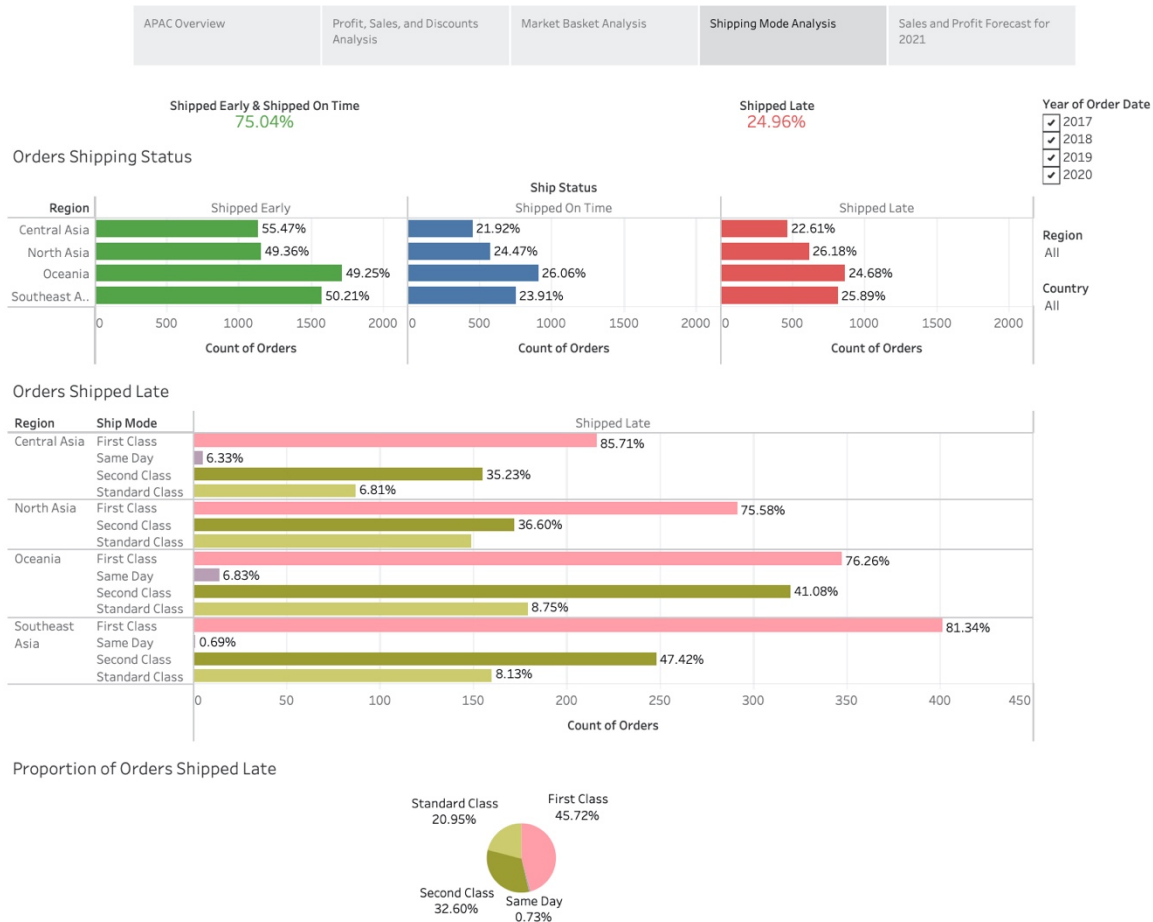 APAC Overview
Profit, Sales, and Discounts
Analysis
Market Basket Analysis
Shipping Mode Analysis
Sales and Profit Forecast for
2021
Shipped Early & Shipped On Time
75.04%
Shipped Late
24.96%
Year of Order Date
2017
2018
2019
2020
Orders Shipping Status
Ship Status
Region Shipped Early Shipped On Time Shipped Late
Central Asia 55.47% 21.92% 22.61%
North Asia 49.36% 24.47% 26.18%
Oceania 49.25% 26.06% 24.68%
Southeast A.. 50.21% 23.91% 25.89%
0 500 1000 1500 2000 0 500 1000 1500 2000 0 500 1000 1500 2000
Count of Orders Count of Orders Count of Orders
Region
All
Country
All
Orders Shipped Late
Region Ship Mode Shipped Late
Central Asia First Class 85.71%
Same Day 6.33%
Second Class 35.23%
Standard Class 6.81%
North Asia First Class 75.58%
Second Class 36.60%
Standard Class
Oceania First Class 76.26%
Same Day 6.83%
Second Class 41.08%
Standard Class 8.75%
Southeast
Asia
First Class 81.34%
Same Day 0.69%
Second Class 47.42%
Standard Class 8.13%
0 50 100 150 200 250 300 350 400 450
Count of Orders
Proportion of Orders Shipped Late
Standard Class
20.95%
First Class
45.72%
Second Class
32.60%
Same Day
0.73%